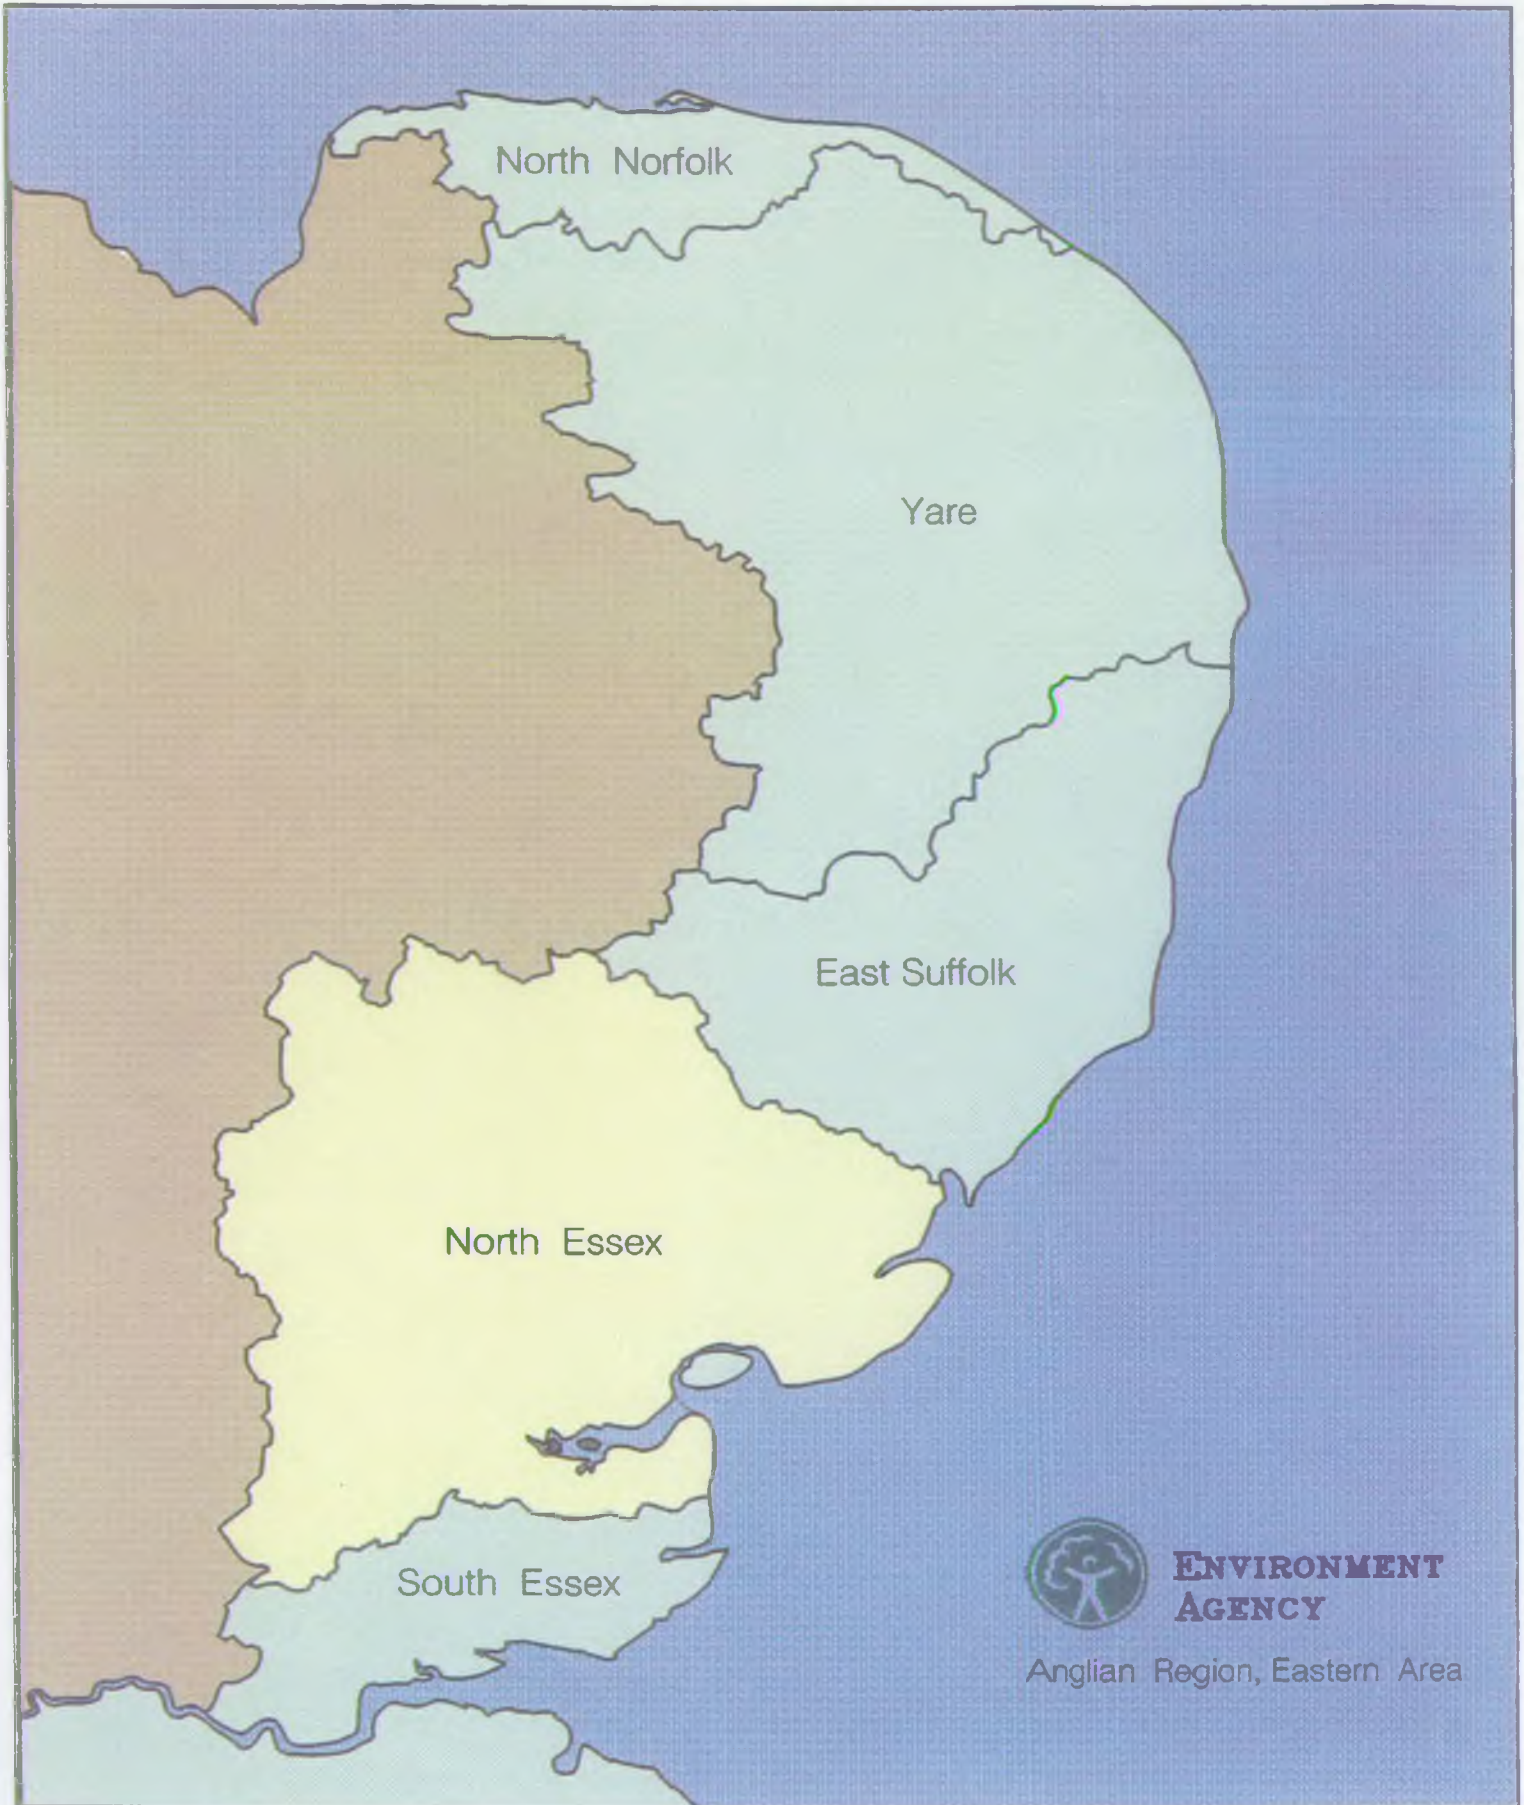 North Norfolk
Yare
East Suffolk
North Essex
South Essex
ENVIRONMENT
AGENCY
Anglian Region, Eastern Area